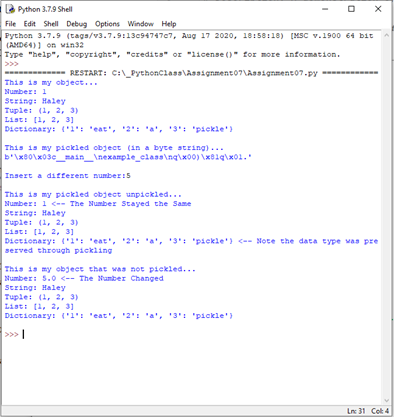 Python 3.7.9 Shell
File Edit Shell Debug Options Window Help
Python 3.7.9 (tags/v3.7.9:13c94747c7, Aug 17 2020, 18:58:18) [MSC v.1900 64 bit
(AMD64)] on win32
Type "help", "copyright", "credits" or "license()" for more information.
>>>
============= RESTART: C:\_PythonClass\Assignment07\Assignment07.py ============
This is my object...
Number: 1
String: Haley
Tuple: (1, 2, 3)
List: [1, 2, 3]
Dictionary: {'1': 'eat', '2': 'a', '3': 'pickle'}

This is my pickled object (in a byte string)...
b'\x80\x03c__main__\nexample_class\nq\x00)\x81q\x01.'

Insert a different number:5

This is my pickled object unpickled...
Number: 1 <-- The Number Stayed the Same
String: Haley
Tuple: (1, 2, 3)
List: [1, 2, 3]
Dictionary: {'1': 'eat', '2': 'a', '3': 'pickle'} <-- Note the data type was pre
served through pickling

This is my object that was not pickled...
Number: 5.0 <-- The Number Changed
String: Haley
Tuple: (1, 2, 3)
List: [1, 2, 3]
Dictionary: {'1': 'eat', '2': 'a', '3': 'pickle'}

>>>
Ln: 31 Col: 4